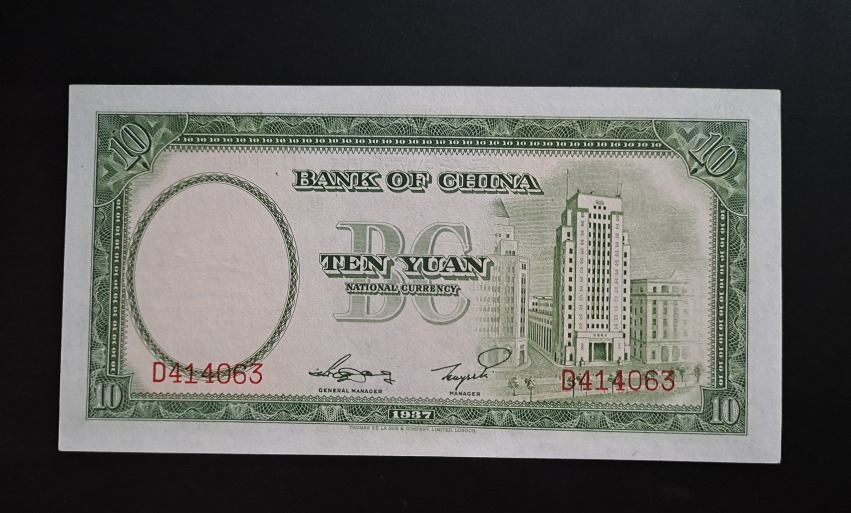 10 10
BANK OF CHINA
BC
TEN YUAN
NATIONAL CURRENCY
D414063 D414063
GENERAL MANAGER
MANAGER
10 1937 10
THOMAS DE LA RUE & COMPANY, LIMITED, LONDON.